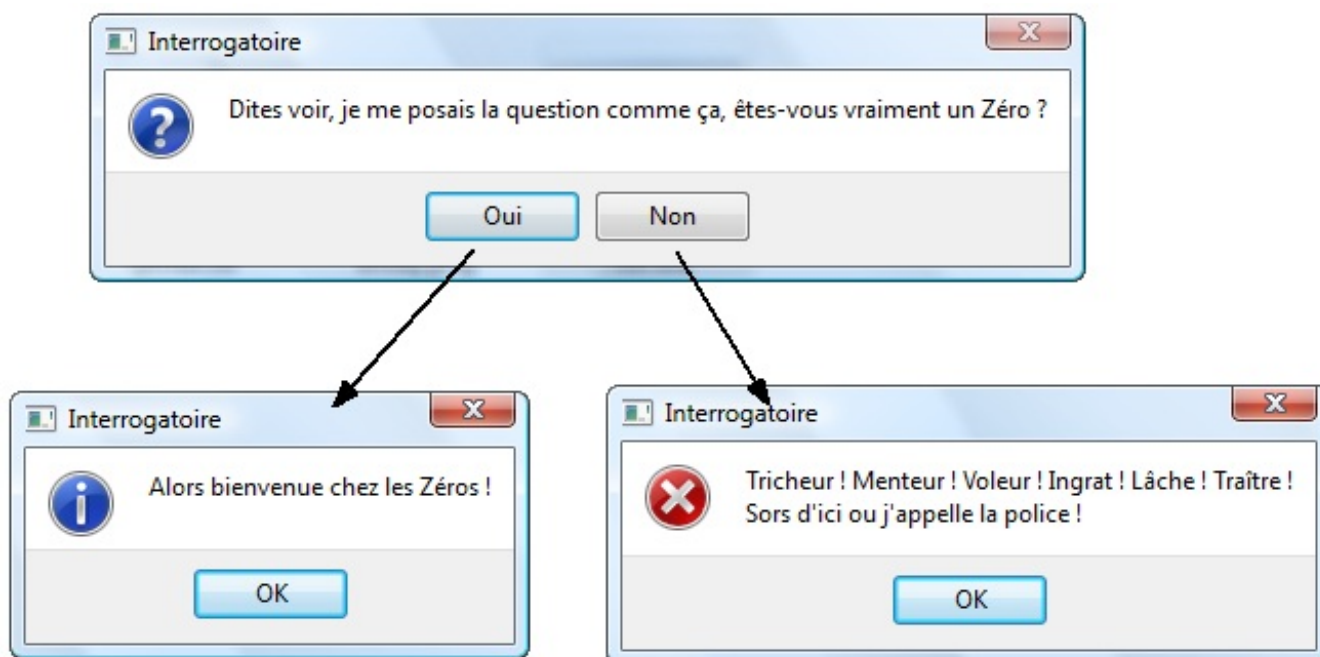 Interrogatoire
Dites voir, je me posais la question comme ça, êtes-vous vraiment un Zéro ?
Oui
Non
Interrogatoire
Alors bienvenue chez les Zéros !
OK
Interrogatoire
Tricheur ! Menteur ! Voleur ! Ingrat ! Lâche ! Traître !
Sors d'ici ou j'appelle la police !
OK